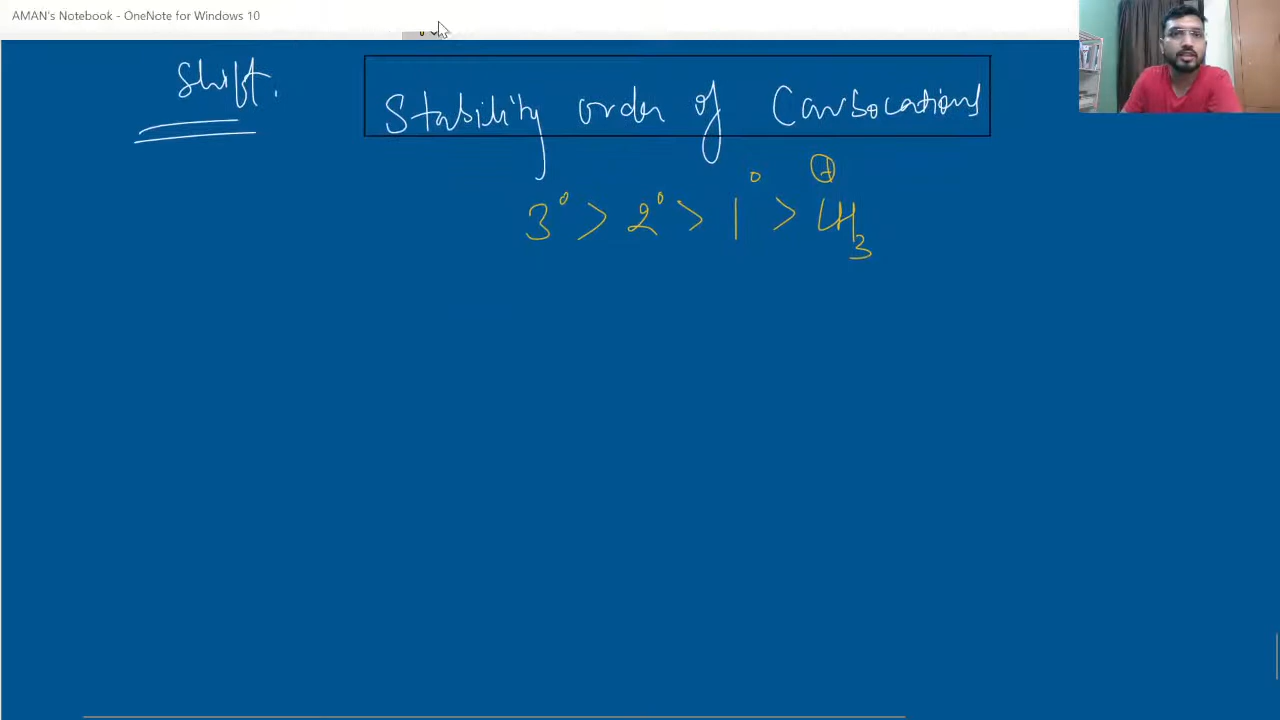 AMAN's Notebook - OneNote for Windows 10
Shift.
Stability order of Carbocations
3° > 2° > 1° > ⊕CH₃